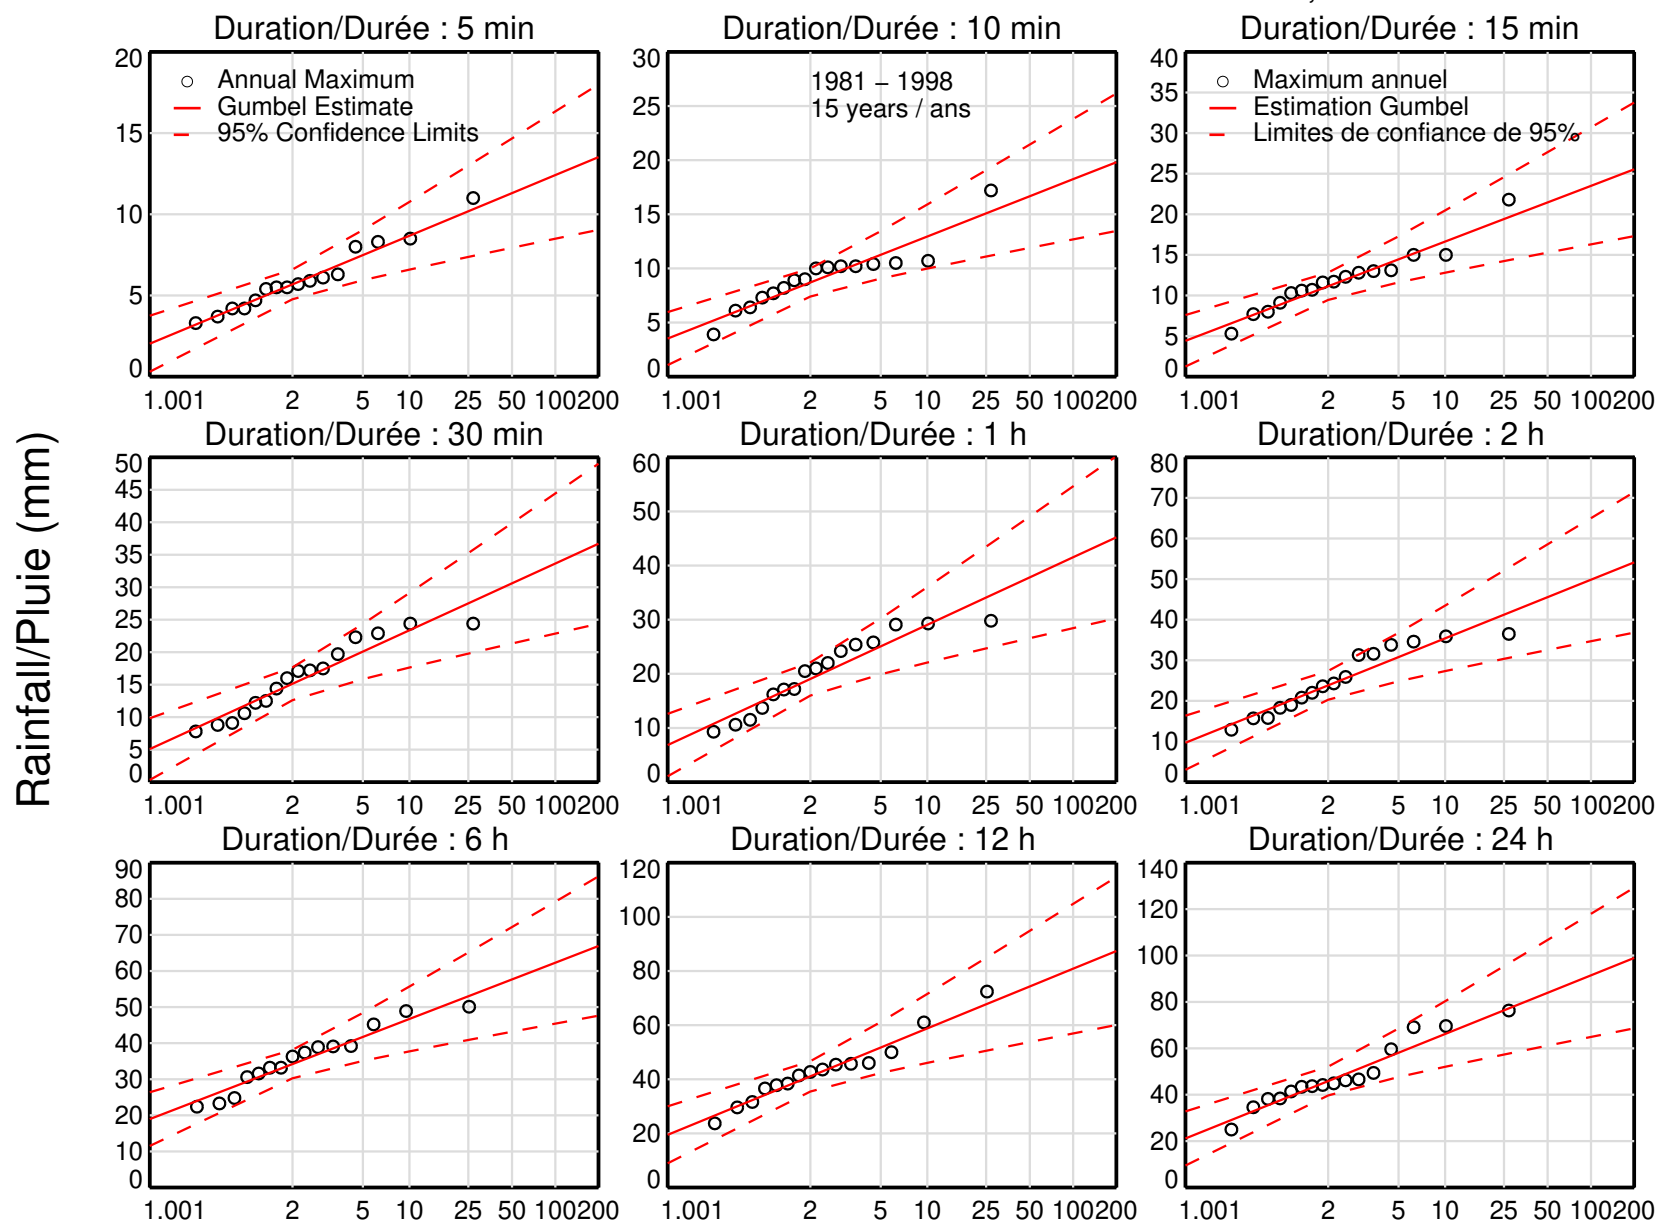 Duration/Durée : 5 min
20
15
10
5
0
Annual Maximum
Gumbel Estimate
95% Confidence Limits
1.001 2 5 10 25 50 100200
Duration/Durée : 10 min
30
25
20
15
10
5
0
1981 – 1998
15 years / ans
1.001 2 5 10 25 50 100200
Duration/Durée : 15 min
40
35
30
25
20
15
10
5
0
Maximum annuel
Estimation Gumbel
Limites de confiance de 95%
1.001 2 5 10 25 50 100200
Rainfall/Pluie (mm)
Duration/Durée : 30 min
50
45
40
35
30
25
20
15
10
5
0
1.001 2 5 10 25 50 100200
Duration/Durée : 1 h
60
50
40
30
20
10
0
1.001 2 5 10 25 50 100200
Duration/Durée : 2 h
80
70
60
50
40
30
20
10
0
1.001 2 5 10 25 50 100200
Duration/Durée : 6 h
90
80
70
60
50
40
30
20
10
0
1.001 2 5 10 25 50 100200
Duration/Durée : 12 h
120
100
80
60
40
20
0
1.001 2 5 10 25 50 100200
Duration/Durée : 24 h
140
120
100
80
60
40
20
0
1.001 2 5 10 25 50 100200